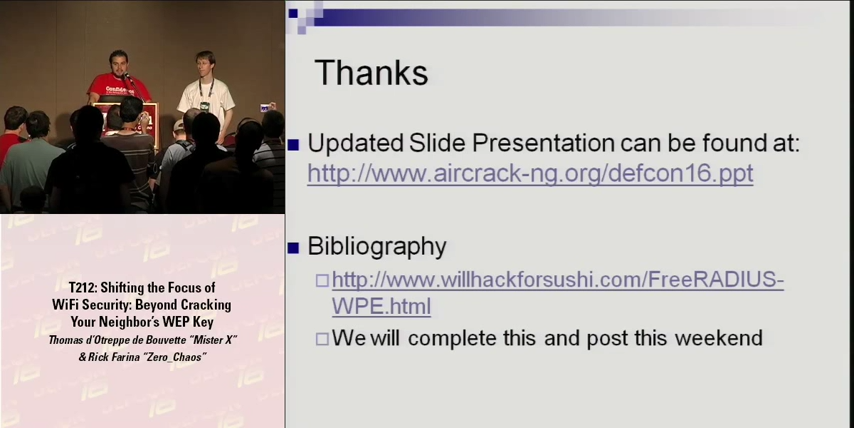 Thanks
Updated Slide Presentation can be found at:
http://www.aircrack-ng.org/defcon16.ppt
Bibliography
http://www.willhackforsushi.com/FreeRADIUS-
WPE.html
We will complete this and post this weekend
T212: Shifting the Focus of
WiFi Security: Beyond Cracking
Your Neighbor's WEP Key
Thomas d'Otreppe de Bouvette "Mister X"
& Rick Farina "Zero_Chaos"